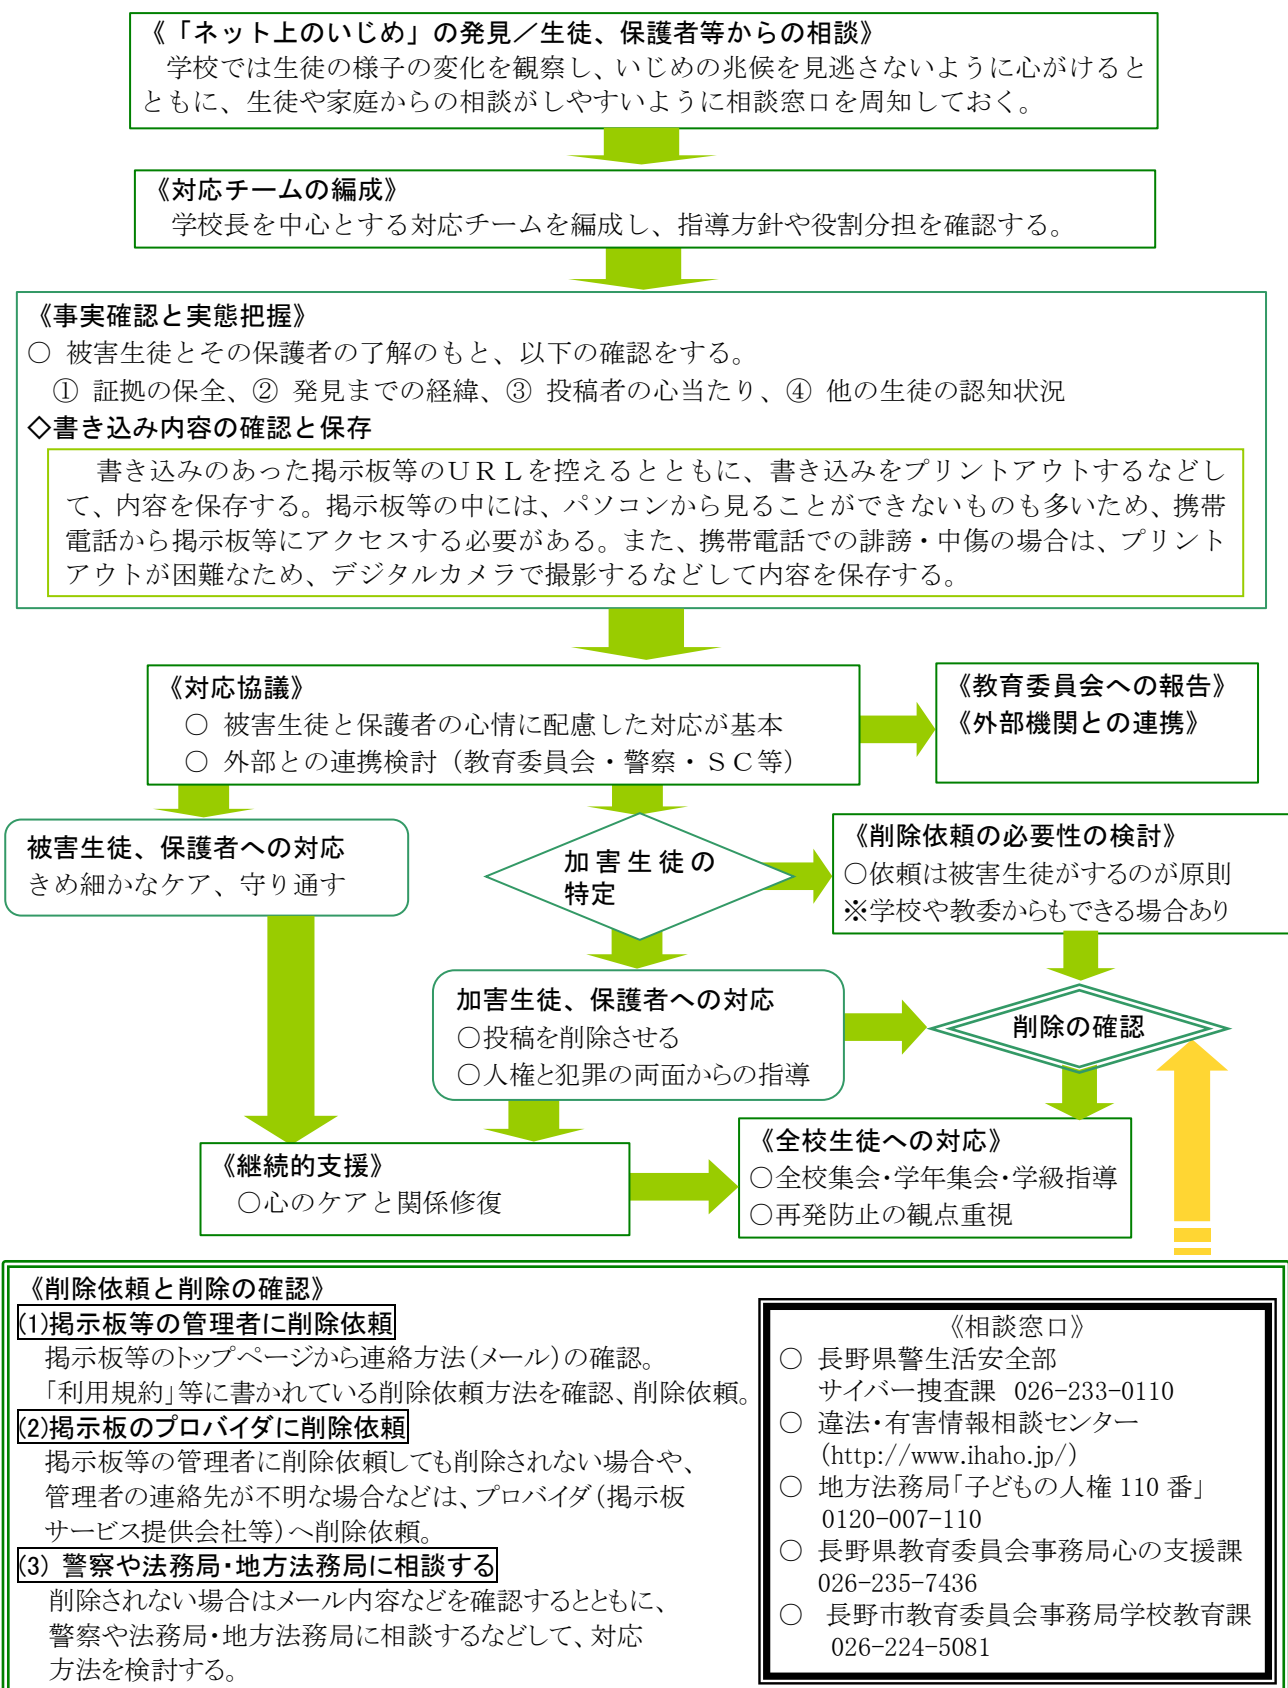 《「ネット上のいじめ」の発見／生徒、保護者等からの相談》
学校では生徒の様子の変化を観察し、いじめの兆候を見逃さないように心がけると
ともに、生徒や家庭からの相談がしやすいように相談窓口を周知しておく。
《対応チームの編成》
学校長を中心とする対応チームを編成し、指導方針や役割分担を確認する。
《事実確認と実態把握》
○ 被害生徒とその保護者の了解のもと、以下の確認をする。
① 証拠の保全、② 発見までの経緯、③ 投稿者の心当たり、④ 他の生徒の認知状況
◇書き込み内容の確認と保存
書き込みのあった掲示板等のＵＲＬを控えるとともに、書き込みをプリントアウトするなどし
て、内容を保存する。掲示板等の中には、パソコンから見ることができないものも多いため、携帯
電話から掲示板等にアクセスする必要がある。また、携帯電話での誹謗・中傷の場合は、プリント
アウトが困難なため、デジタルカメラで撮影するなどして内容を保存する。
《対応協議》
○ 被害生徒と保護者の心情に配慮した対応が基本
○ 外部との連携検討（教育委員会・警察・ＳＣ等）
《教育委員会への報告》
《外部機関との連携》
被害生徒、保護者への対応
きめ細かなケア、守り通す
加害生徒の
特定
《削除依頼の必要性の検討》
○依頼は被害生徒がするのが原則
※学校や教委からもできる場合あり
加害生徒、保護者への対応
○投稿を削除させる
○人権と犯罪の両面からの指導
削除の確認
《継続的支援》
○心のケアと関係修復
《全校生徒への対応》
○全校集会・学年集会・学級指導
○再発防止の観点重視
《削除依頼と削除の確認》
(1)掲示板等の管理者に削除依頼
掲示板等のトップページから連絡方法（メール）の確認。
「利用規約」等に書かれている削除依頼方法を確認、削除依頼。
(2)掲示板のプロバイダに削除依頼
掲示板等の管理者に削除依頼しても削除されない場合や、
管理者の連絡先が不明な場合などは、プロバイダ（掲示板
サービス提供会社等）へ削除依頼。
(3) 警察や法務局・地方法務局に相談する
削除されない場合はメール内容などを確認するとともに、
警察や法務局・地方法務局に相談するなどして、対応
方法を検討する。
《相談窓口》
○ 長野県警生活安全部
サイバー捜査課 026-233-0110
○ 違法・有害情報相談センター
(http://www.ihaho.jp/)
○ 地方法務局「子どもの人権 110 番」
0120-007-110
○ 長野県教育委員会事務局心の支援課
026-235-7436
○ 長野市教育委員会事務局学校教育課
026-224-5081